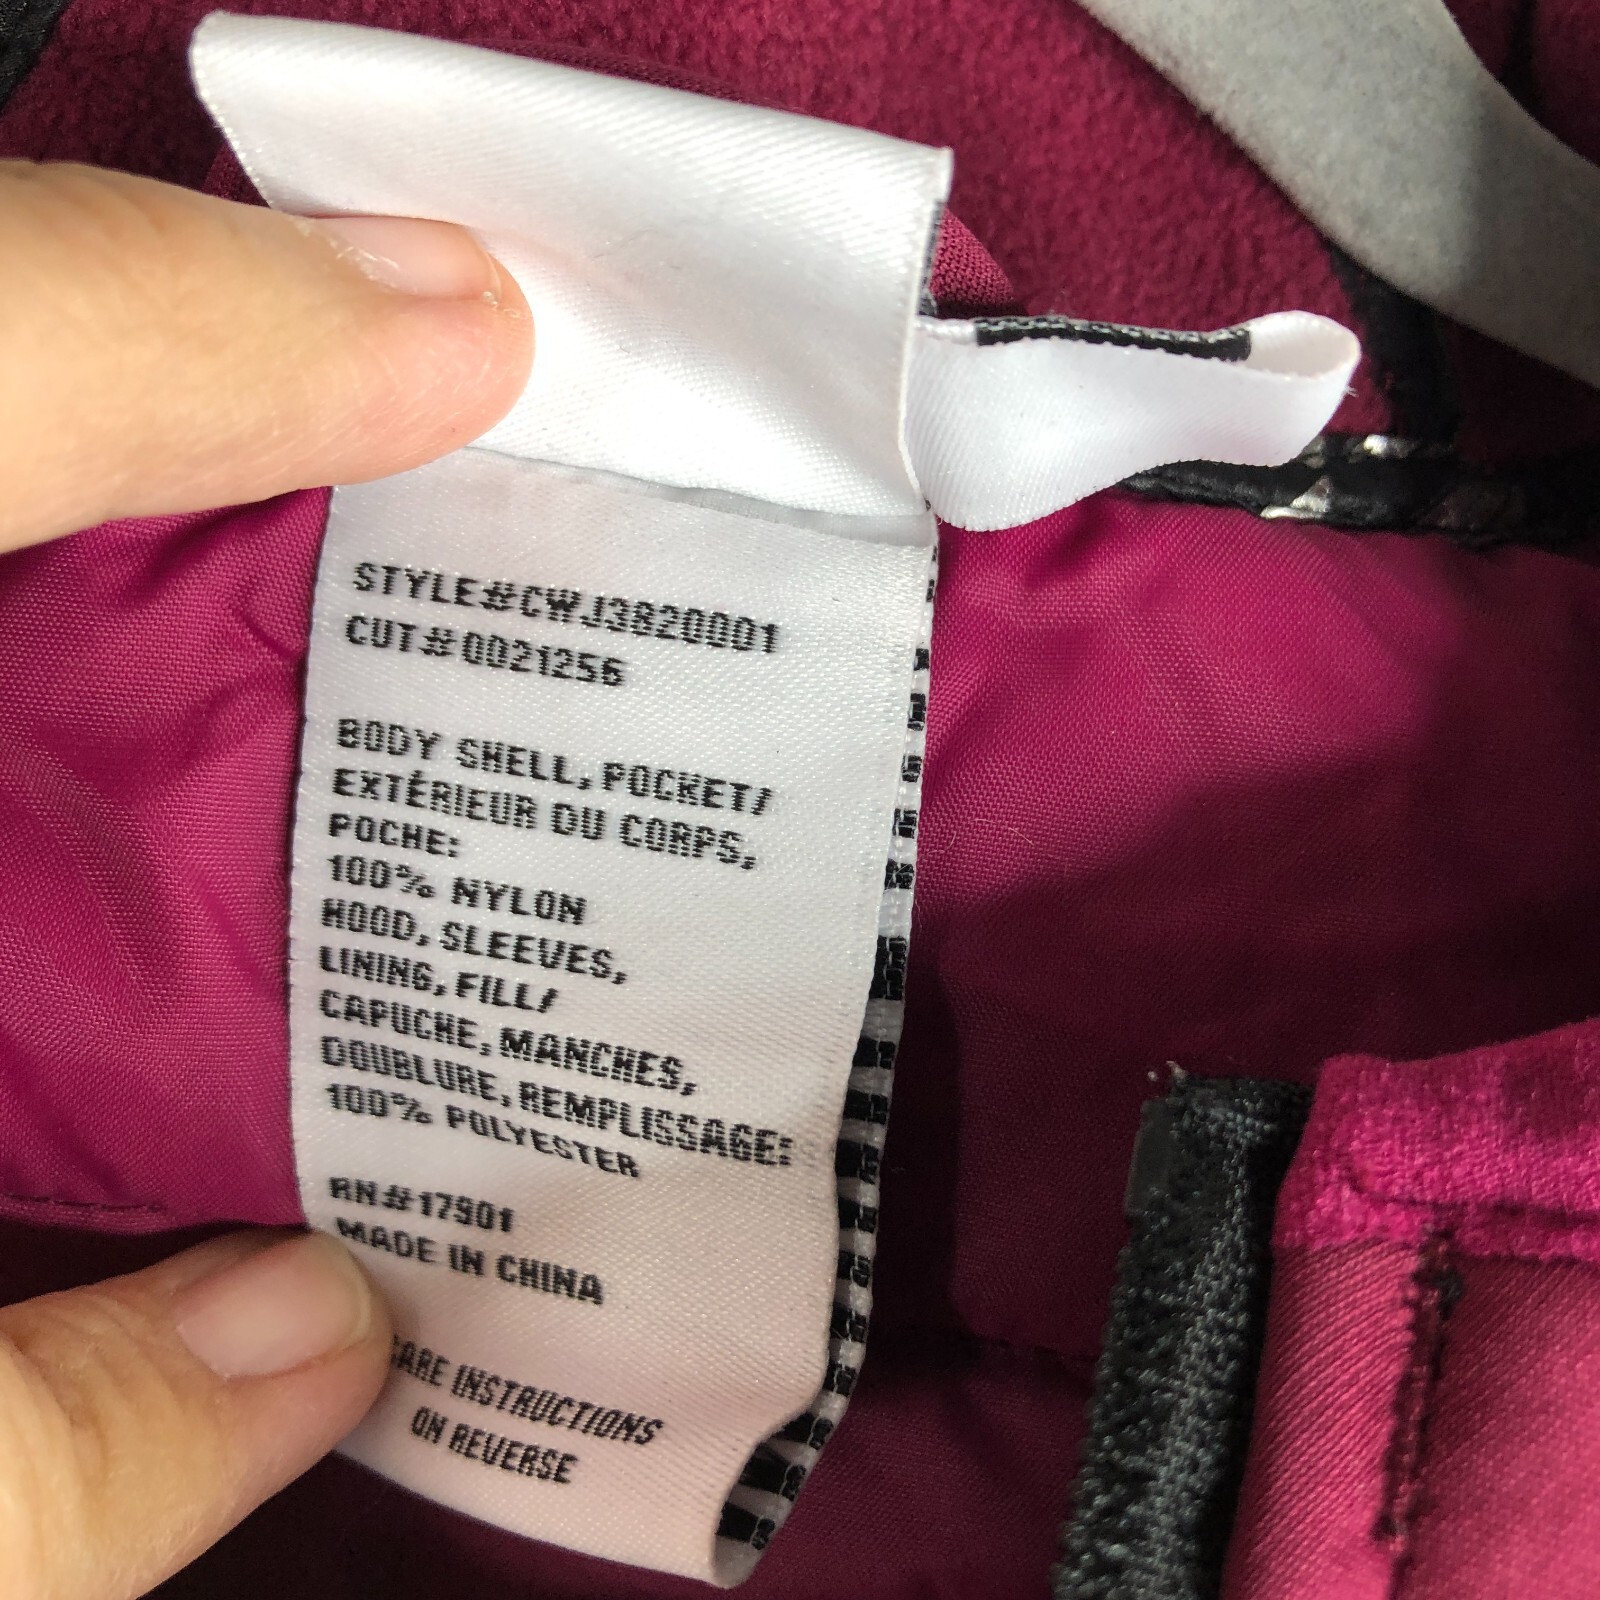 STYLE#CWJ3820001
CUT#0021256
BODY SHELL, POCKET/
EXTÉRIEUR DU CORPS,
POCHE:
100% NYLON
HOOD, SLEEVES,
LINING, FILL/
CAPUCHE, MANCHES,
DOUBLURE, REMPLISSAGE:
100% POLYESTER
RN#17901
MADE IN CHINA
CARE INSTRUCTIONS
ON REVERSE